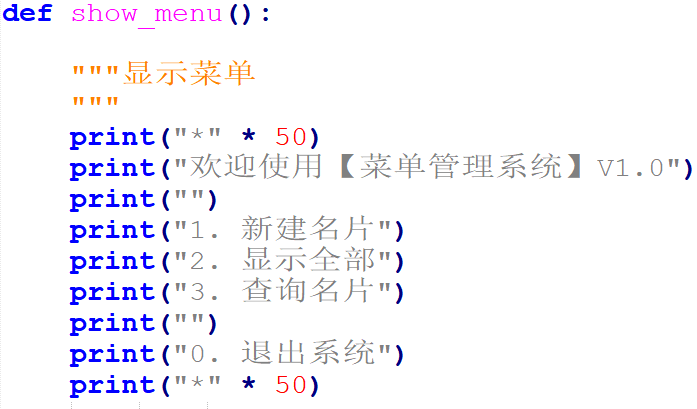 def show_menu():
"""显示菜单
"""
print("*" * 50)
print("欢迎使用【菜单管理系统】V1.0")
print("")
print("1. 新建名片")
print("2. 显示全部")
print("3. 查询名片")
print("")
print("0. 退出系统")
print("*" * 50)